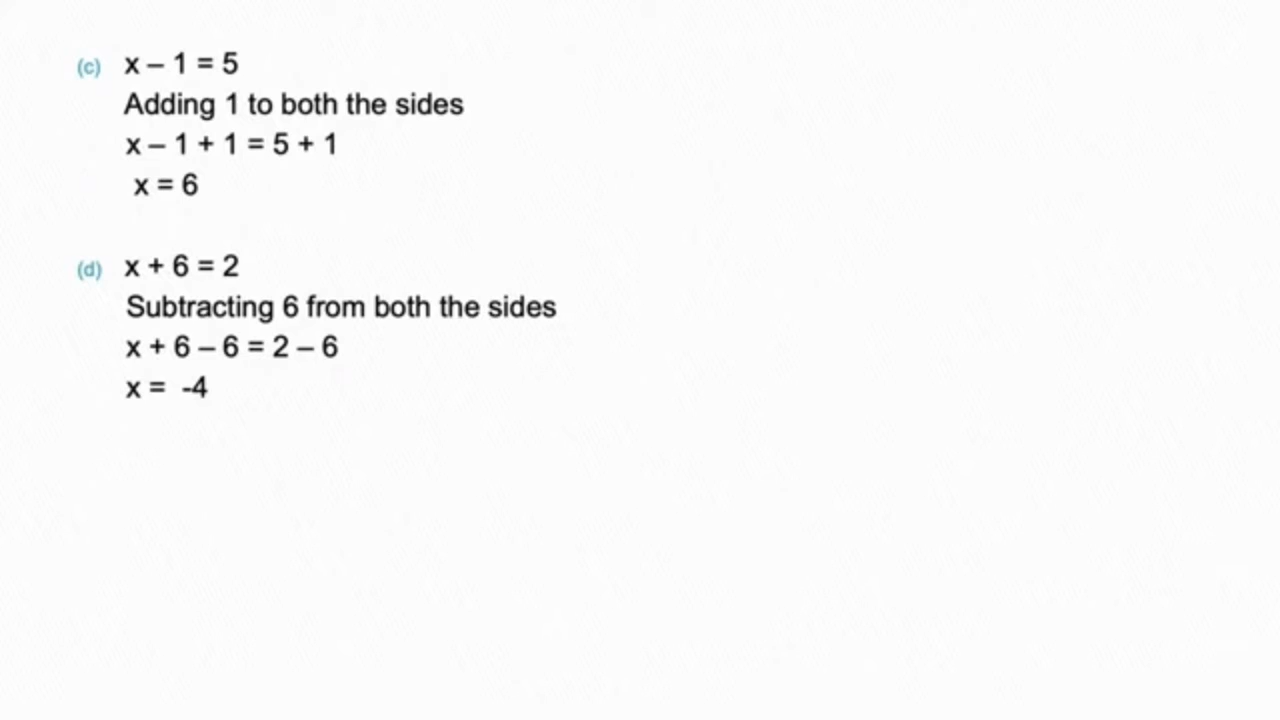 (c) x – 1 = 5
Adding 1 to both the sides
x – 1 + 1 = 5 + 1
x = 6
(d) x + 6 = 2
Subtracting 6 from both the sides
x + 6 – 6 = 2 – 6
x = -4